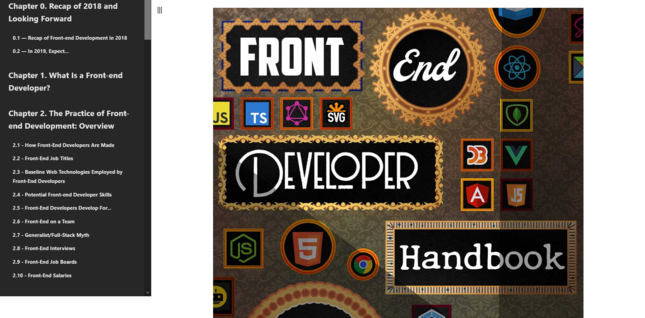 Chapter 0. Recap of 2018 and
Looking Forward
0.1 — Recap of Front-end Development in 2018
0.2 — In 2019, Expect...
Chapter 1. What Is a Front-end
Developer?
Chapter 2. The Practice of Front-
end Development: Overview
2.1 - How Front-End Developers Are Made
2.2 - Front-End Job Titles
2.3 - Baseline Web Technologies Employed by
Front-End Developers
2.4 - Potential Front-end Developer Skills
2.5 - Front-End Developers Develop For...
2.6 - Front-End on a Team
2.7 - Generalist/Full-Stack Myth
2.8 - Front-End Interviews
2.9 - Front-End Job Boards
2.10 - Front-End Salaries
FRONT
End
JS
TS
SVG
DEVELOPER
Handbook